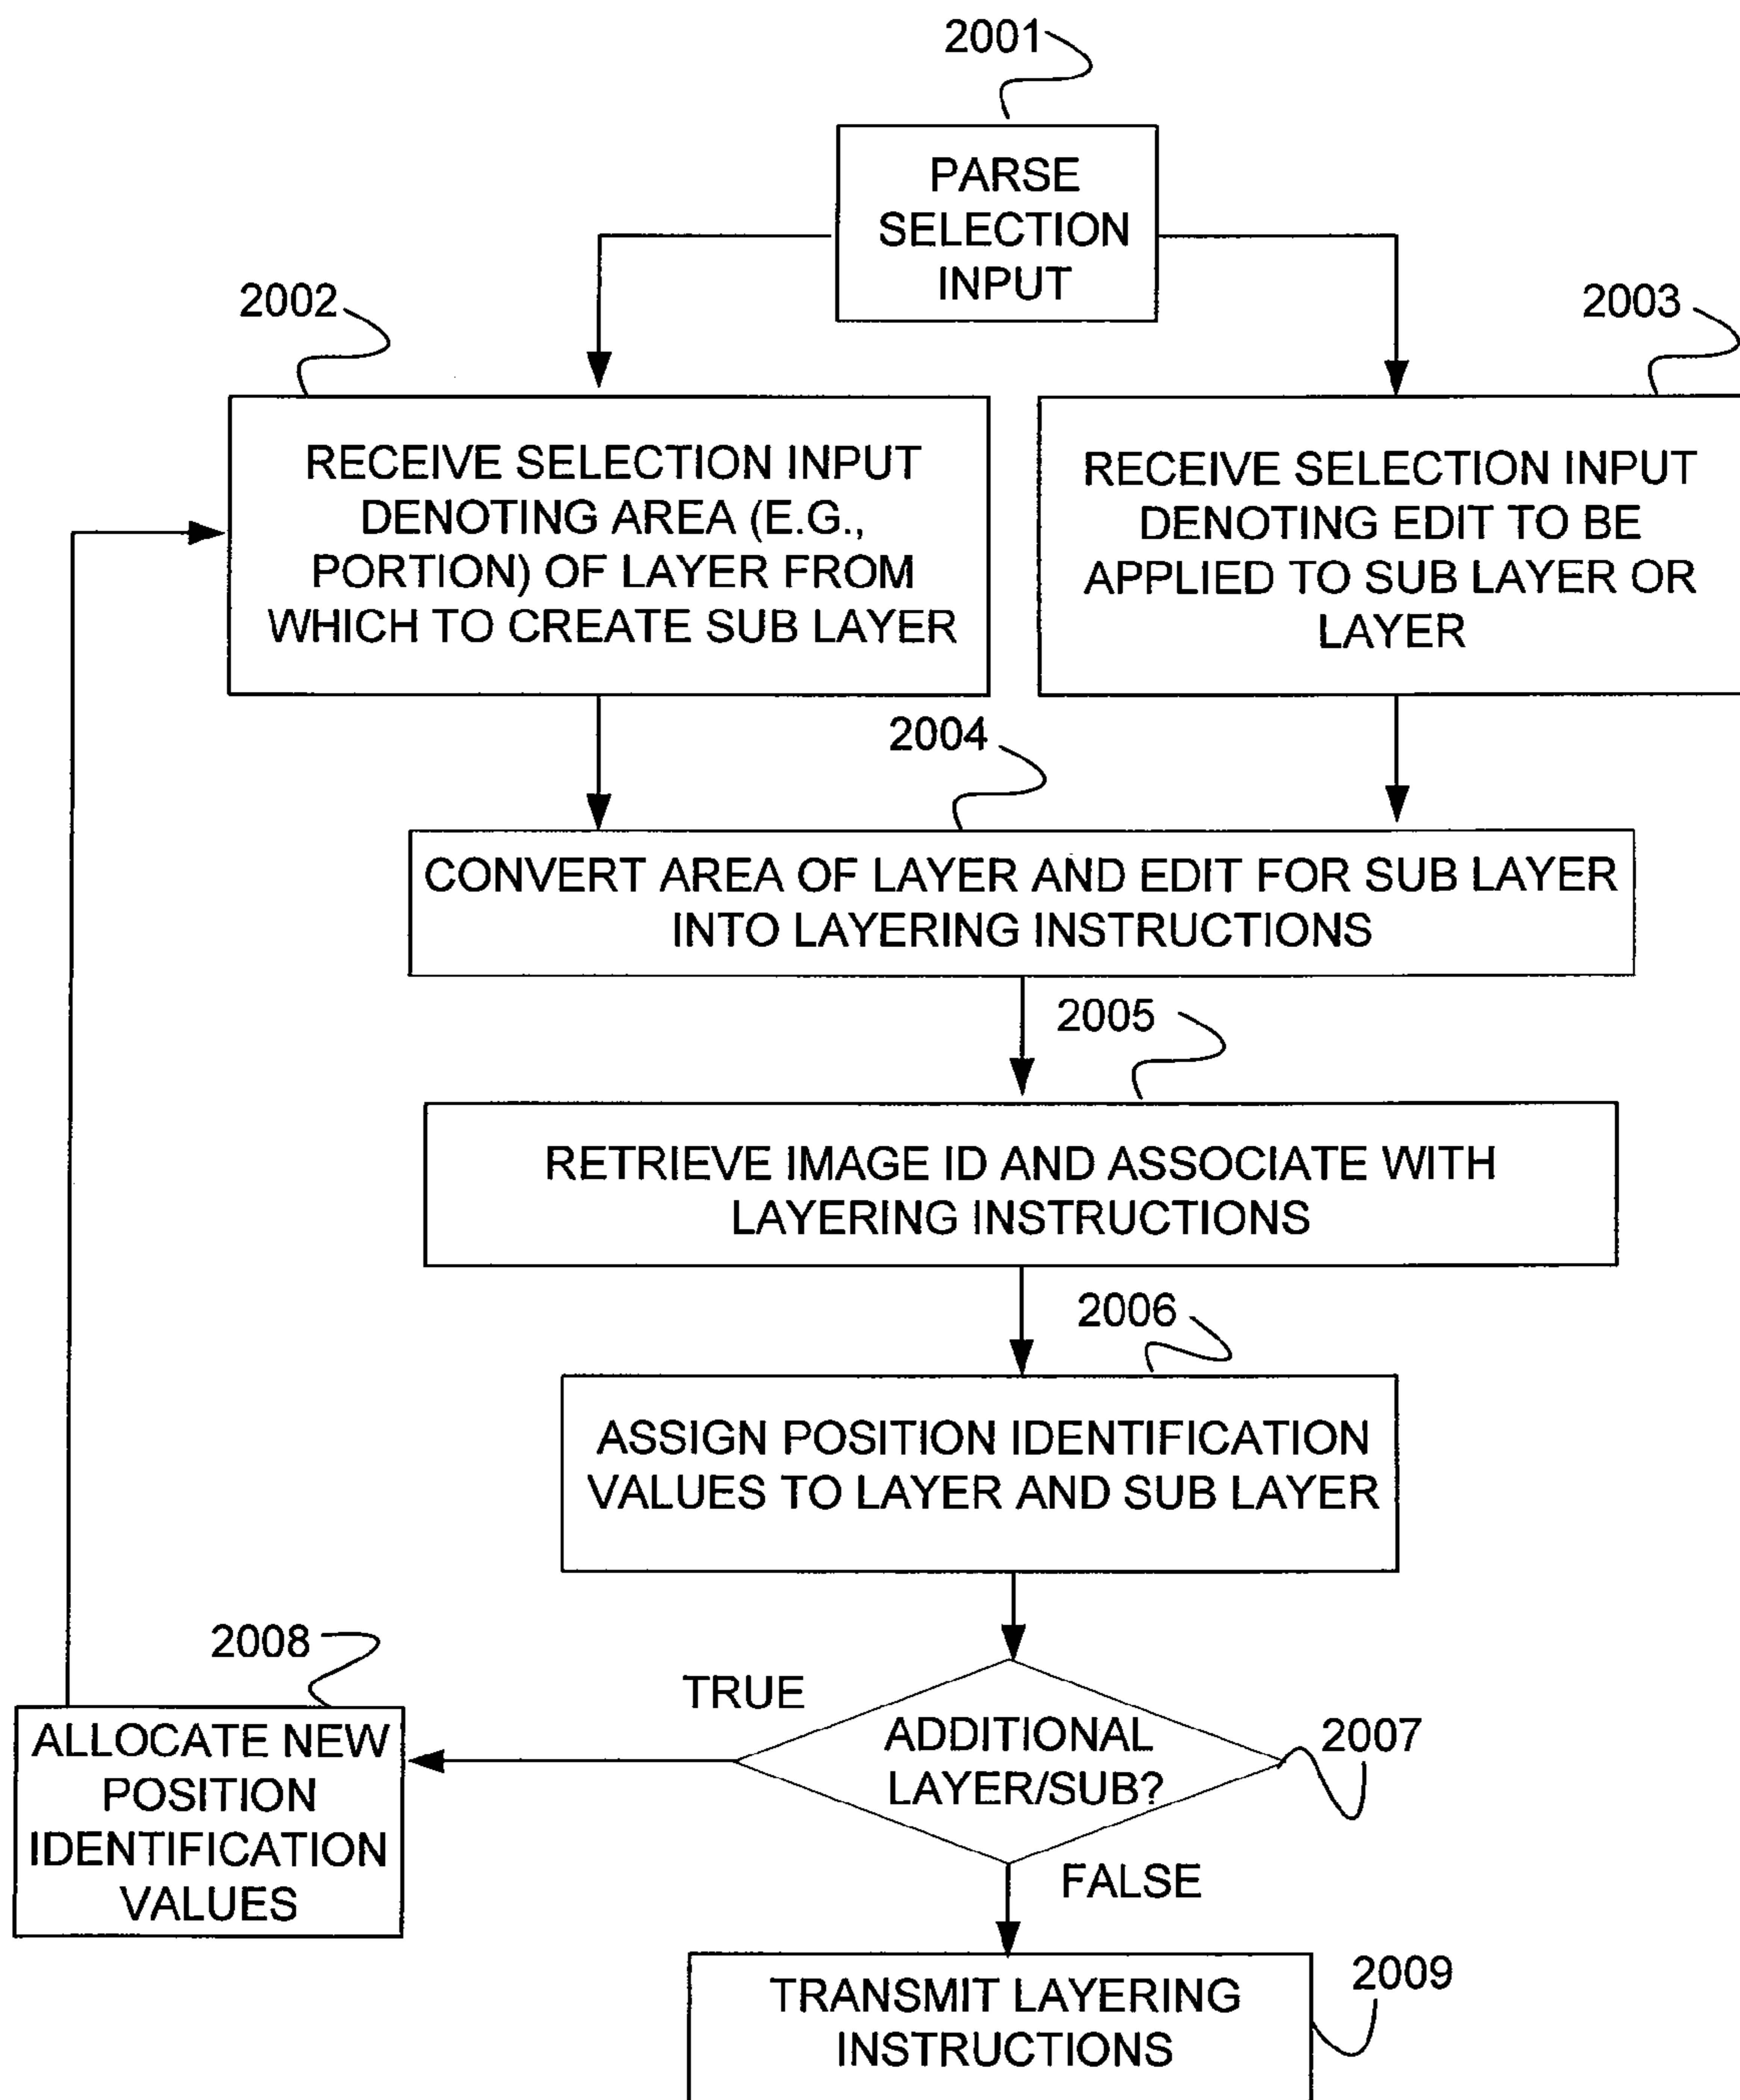 2001
PARSE
SELECTION
INPUT
2002
2003
RECEIVE SELECTION INPUT
DENOTING AREA (E.G.,
PORTION) OF LAYER FROM
WHICH TO CREATE SUB LAYER
RECEIVE SELECTION INPUT
DENOTING EDIT TO BE
APPLIED TO SUB LAYER OR
LAYER
2004
CONVERT AREA OF LAYER AND EDIT FOR SUB LAYER
INTO LAYERING INSTRUCTIONS
2005
RETRIEVE IMAGE ID AND ASSOCIATE WITH
LAYERING INSTRUCTIONS
2006
ASSIGN POSITION IDENTIFICATION
VALUES TO LAYER AND SUB LAYER
2008
TRUE
ALLOCATE NEW
POSITION
IDENTIFICATION
VALUES
ADDITIONAL
LAYER/SUB?
2007
FALSE
TRANSMIT LAYERING
INSTRUCTIONS
2009